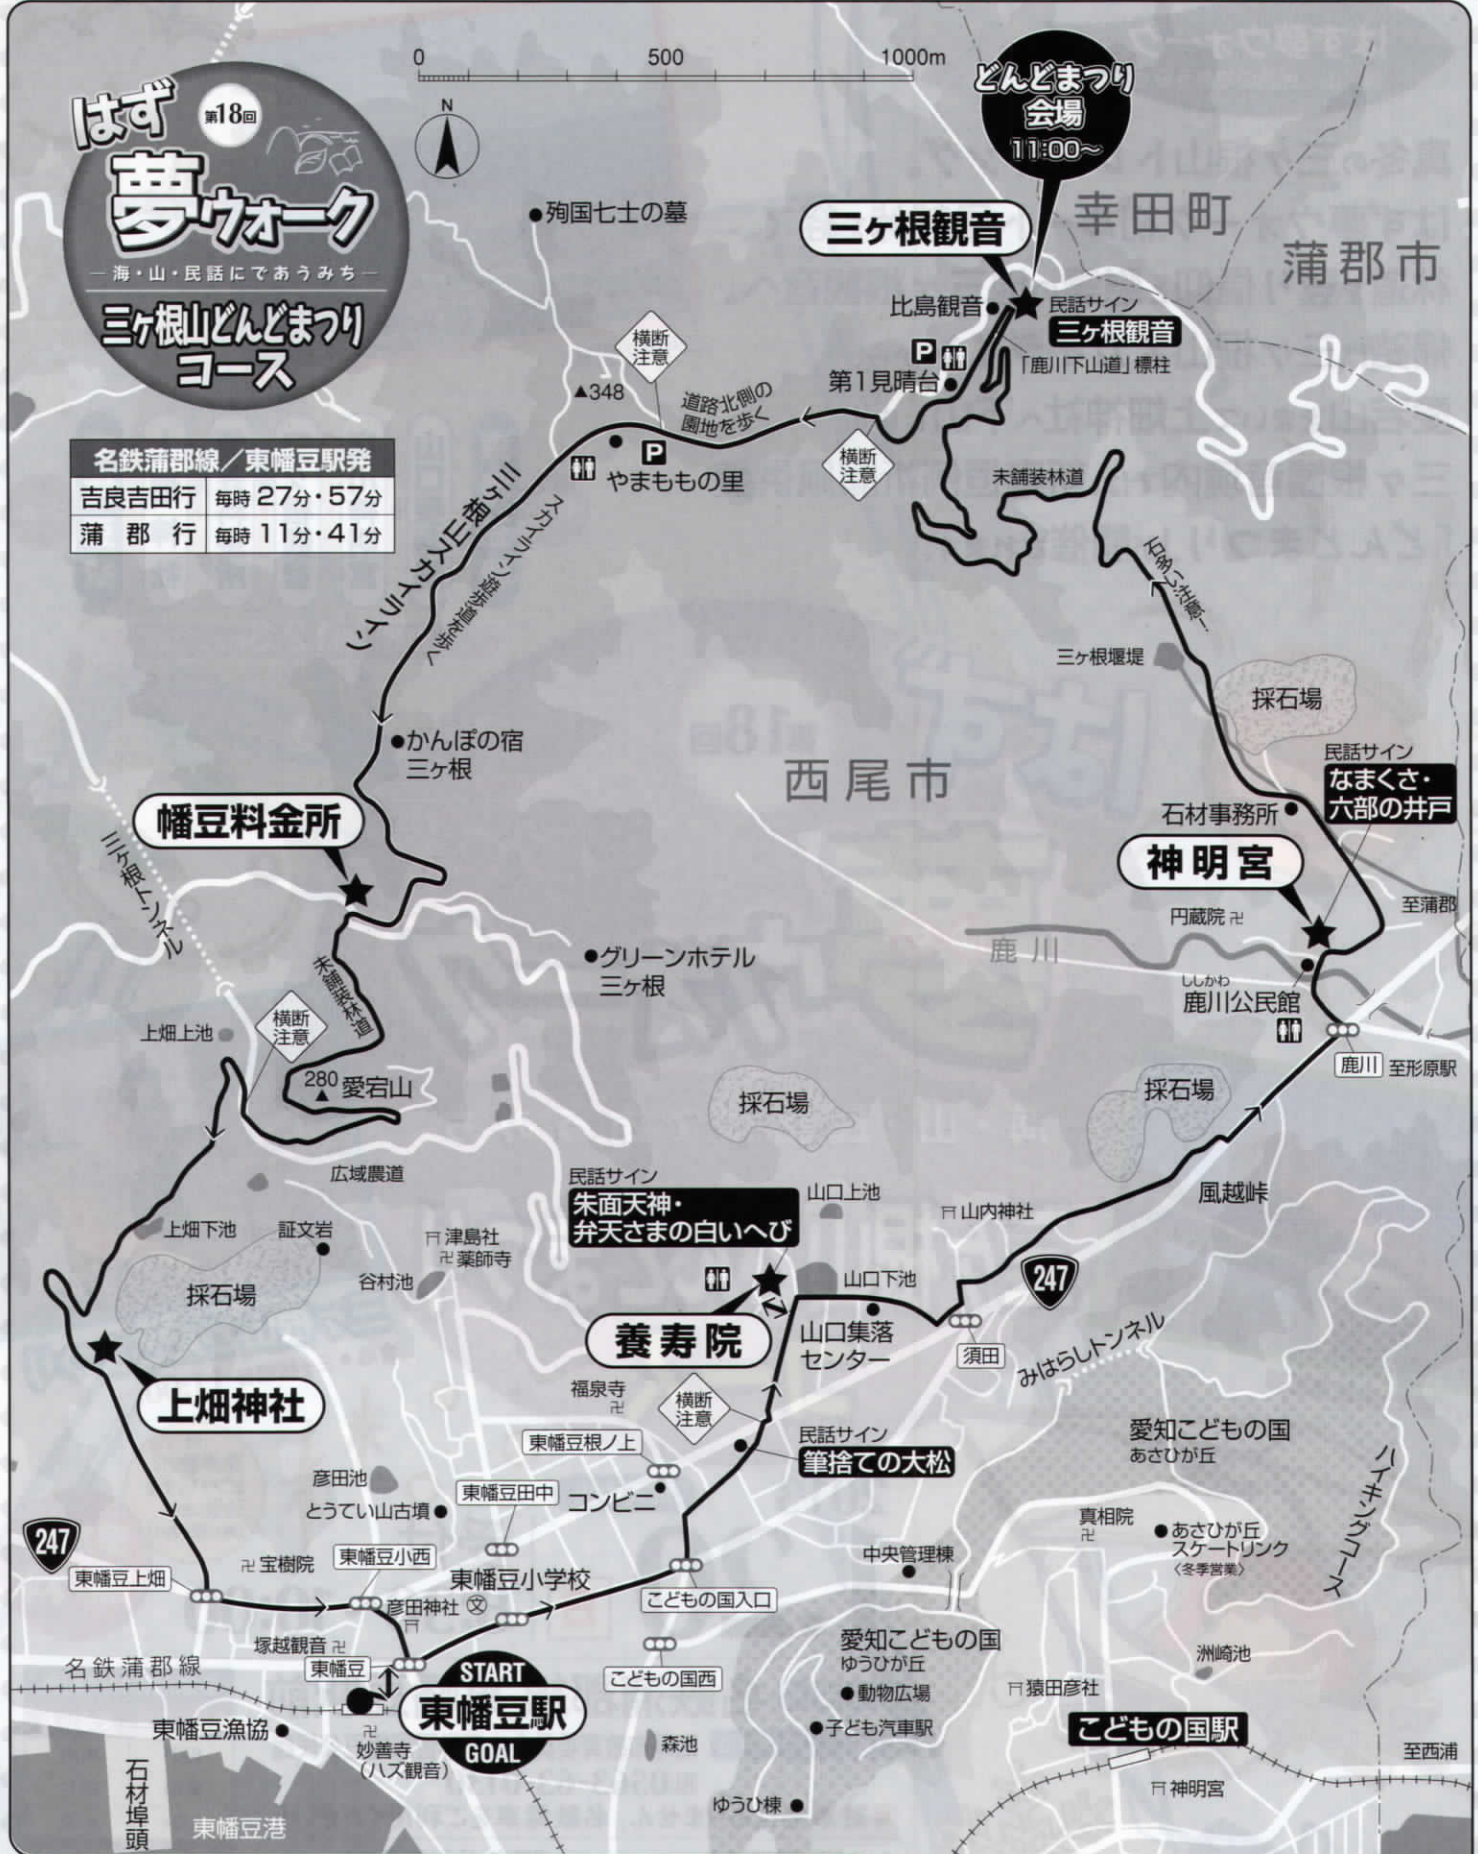 0 500 1000m
N
はず
第18回
夢ウォーク
海・山・民話にであうみち
三ヶ根山どんどまつり
コース
どんどまつり
会場
11:00〜
名鉄蒲郡線／東幡豆駅発
吉良吉田行 毎時27分・57分
蒲郡行 毎時11分・41分
殉国七士の墓
三ヶ根観音
幸田町
蒲郡市
比島観音
民話サイン
三ヶ根観音
「鹿川下山道」標柱
P
第1見晴台
横断
注意
▲348
道路北側の
園地を歩く
P
やまももの里
横断
注意
未舗装林道
三ヶ根山スカイライン
スカイライン遊歩道を歩く
石多い注意!
三ヶ根堰堤
採石場
かんぽの宿
三ヶ根
西尾市
民話サイン
なまくさ・
六部の井戸
石材事務所
幡豆料金所
神明宮
三ヶ根トンネル
至蒲郡
円蔵院
鹿川
グリーンホテル
三ヶ根
未舗装林道
ししかわ
鹿川公民館
上畑上池
横断
注意
鹿川
至形原駅
280
愛宕山
採石場
採石場
広域農道
民話サイン
朱面天神・
弁天さまの白いへび
山口上池
山内神社
風越峠
上畑下池
証文岩
津島社
薬師寺
谷村池
採石場
山口下池
247
養寿院
山口集落
センター
須田
みはらしトンネル
上畑神社
福泉寺
横断
注意
民話サイン
筆捨ての大松
愛知こどもの国
あさひが丘
ハイキングコース
東幡豆根ノ上
彦田池
東幡豆田中
コンビニ
とうてい山古墳
247
真相院
あさひが丘
スケートリンク
〈冬季営業〉
東幡豆上畑
宝樹院
東幡豆小西
東幡豆小学校
中央管理棟
彦田神社
文
こどもの国入口
塚越観音
愛知こどもの国
ゆうひが丘
名鉄蒲郡線
東幡豆
START
東幡豆駅
GOAL
こどもの国西
洲崎池
動物広場
猿田彦社
子ども汽車駅
こどもの国駅
東幡豆漁協
妙善寺
（ハズ観音）
森池
至西浦
石材埠頭
ゆうひ棟
神明宮
東幡豆港